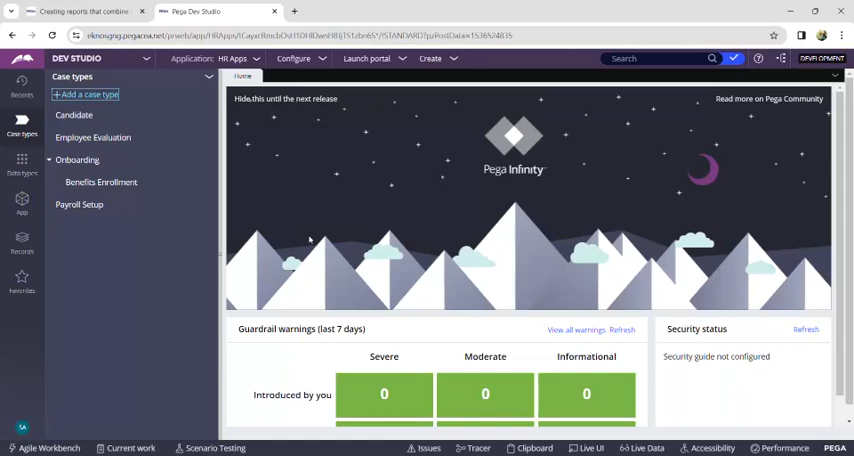 Creating reports that combine
Pega Dev Studio
DEV STUDIO
Application: HR Apps
Configure
Launch portal
Create
Search
DEVELOPMENT
Recents
Case types
Data types
App
Records
Favorites
SA
Case types
+Add a case type
Candidate
Employee Evaluation
Onboarding
Benefits Enrollment
Payroll Setup
Home
Hide this until the next release
Read more on Pega Community
Pega Infinity
Guardrail warnings (last 7 days)
View all warnings Refresh
Severe Moderate Informational
Introduced by you 0 0 0
Security status
Refresh
Security guide not configured
Agile Workbench
Current work
Scenario Testing
Issues
Tracer
Clipboard
Live UI
Live Data
Accessibility
Performance
PEGA